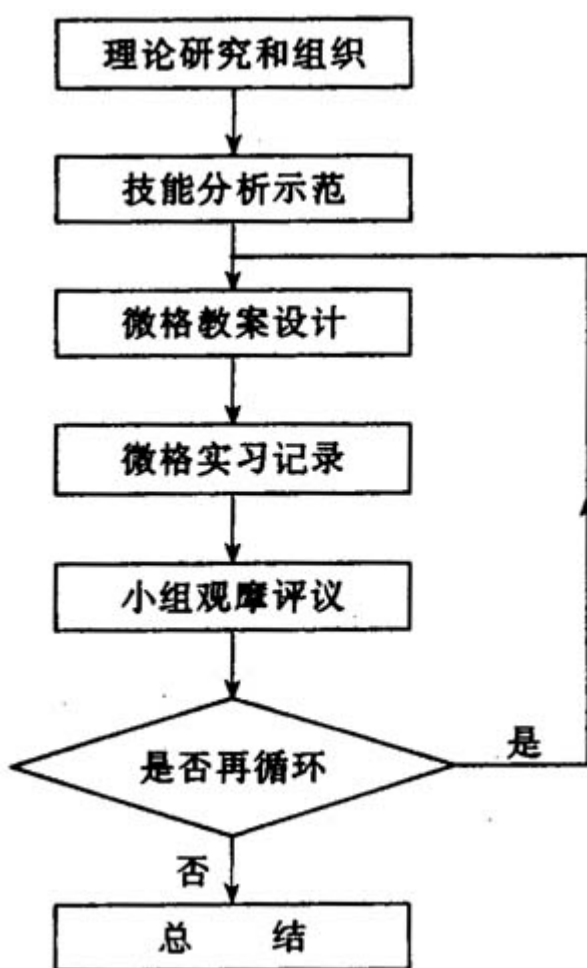 理论研究和组织
技能分析示范
微格教案设计
微格实习记录
小组观摩评议
是否再循环
是
否
总 结